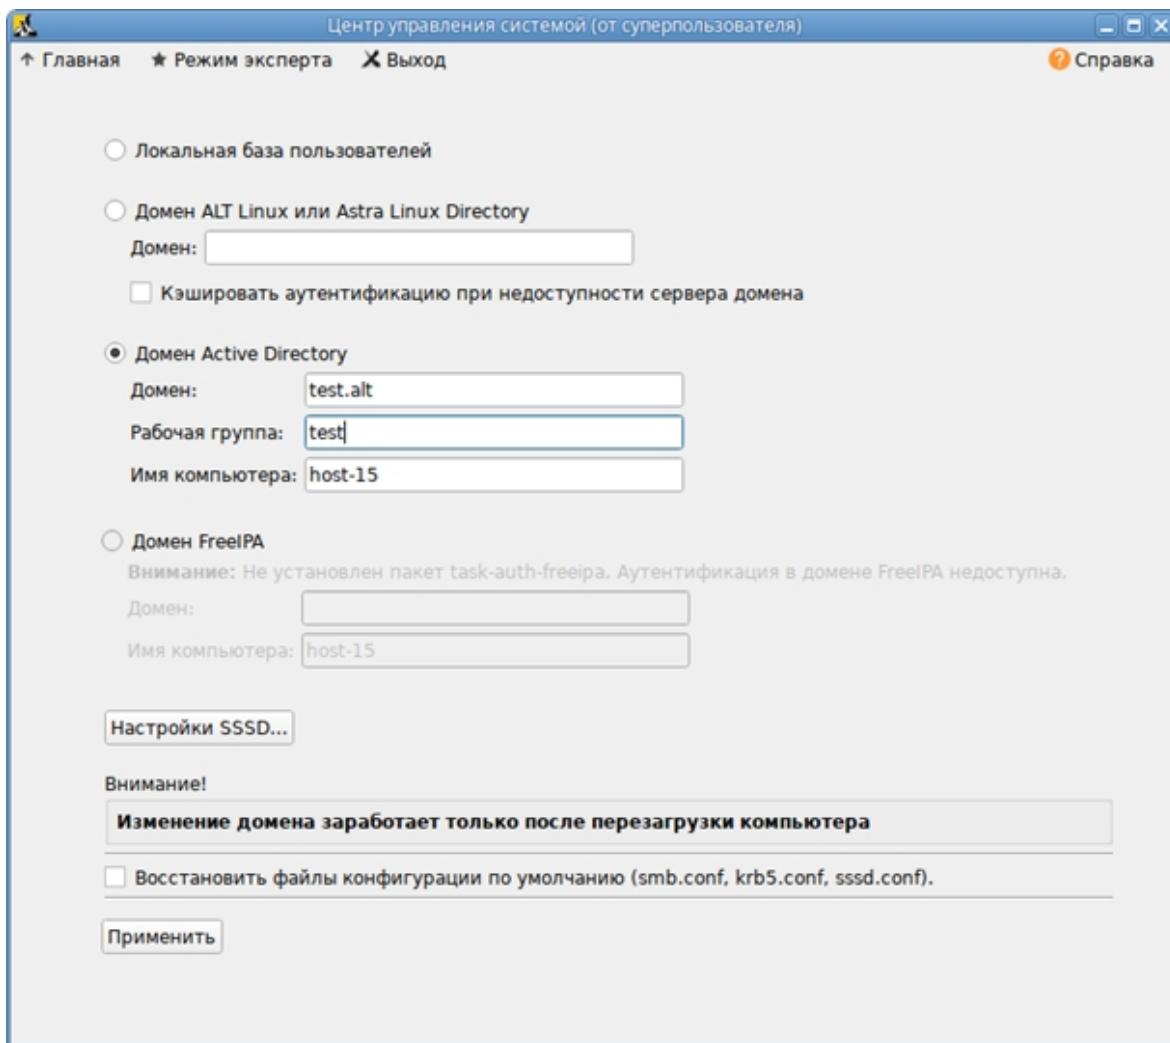 Центр управления системой (от суперпользователя)
Главная Режим эксперта Выход Справка
Локальная база пользователей
Домен ALT Linux или Astra Linux Directory
Домен:
Кэшировать аутентификацию при недоступности сервера домена
Домен Active Directory
Домен: test.alt
Рабочая группа: test
Имя компьютера: host-15
Домен FreeIPA
Внимание: Не установлен пакет task-auth-freeipa. Аутентификация в домене FreeIPA недоступна.
Домен:
Имя компьютера: host-15
Настройки SSSD...
Внимание!
Изменение домена заработает только после перезагрузки компьютера
Восстановить файлы конфигурации по умолчанию (smb.conf, krb5.conf, sssd.conf).
Применить